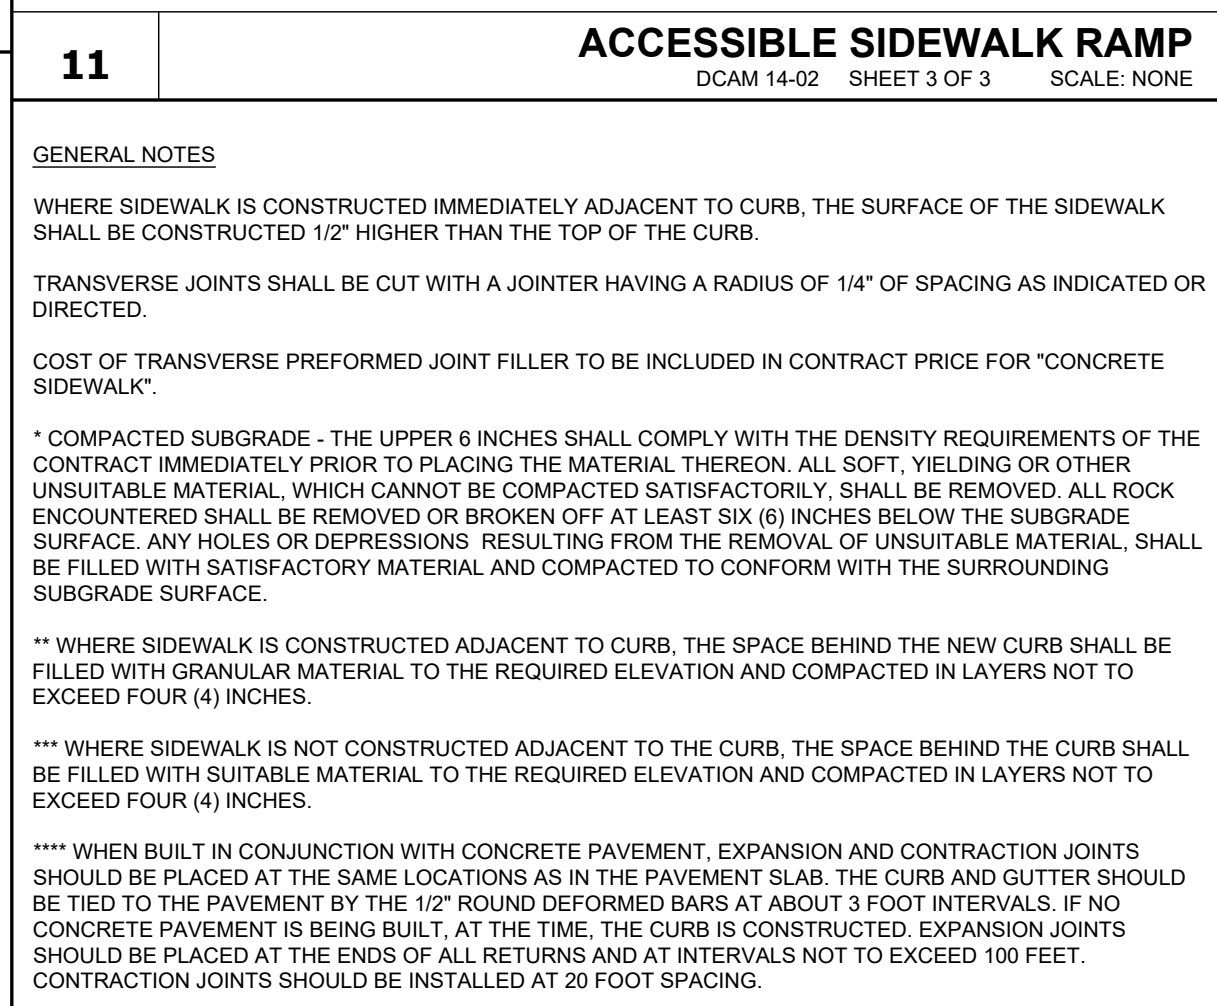 11
ACCESSIBLE SIDEWALK RAMP
DCAM 14-02 SHEET 3 OF 3 SCALE: NONE
GENERAL NOTES
WHERE SIDEWALK IS CONSTRUCTED IMMEDIATELY ADJACENT TO CURB, THE SURFACE OF THE SIDEWALK
SHALL BE CONSTRUCTED 1/2" HIGHER THAN THE TOP OF THE CURB.
TRANSVERSE JOINTS SHALL BE CUT WITH A JOINTER HAVING A RADIUS OF 1/4" OF SPACING AS INDICATED OR
DIRECTED.
COST OF TRANSVERSE PREFORMED JOINT FILLER TO BE INCLUDED IN CONTRACT PRICE FOR "CONCRETE
SIDEWALK".
* COMPACTED SUBGRADE - THE UPPER 6 INCHES SHALL COMPLY WITH THE DENSITY REQUIREMENTS OF THE
CONTRACT IMMEDIATELY PRIOR TO PLACING THE MATERIAL THEREON. ALL SOFT, YIELDING OR OTHER
UNSUITABLE MATERIAL, WHICH CANNOT BE COMPACTED SATISFACTORILY, SHALL BE REMOVED. ALL ROCK
ENCOUNTERED SHALL BE REMOVED OR BROKEN OFF AT LEAST SIX (6) INCHES BELOW THE SUBGRADE
SURFACE. ANY HOLES OR DEPRESSIONS RESULTING FROM THE REMOVAL OF UNSUITABLE MATERIAL, SHALL
BE FILLED WITH SATISFACTORY MATERIAL AND COMPACTED TO CONFORM WITH THE SURROUNDING
SUBGRADE SURFACE.
** WHERE SIDEWALK IS CONSTRUCTED ADJACENT TO CURB, THE SPACE BEHIND THE NEW CURB SHALL BE
FILLED WITH GRANULAR MATERIAL TO THE REQUIRED ELEVATION AND COMPACTED IN LAYERS NOT TO
EXCEED FOUR (4) INCHES.
*** WHERE SIDEWALK IS NOT CONSTRUCTED ADJACENT TO THE CURB, THE SPACE BEHIND THE CURB SHALL
BE FILLED WITH SUITABLE MATERIAL TO THE REQUIRED ELEVATION AND COMPACTED IN LAYERS NOT TO
EXCEED FOUR (4) INCHES.
**** WHEN BUILT IN CONJUNCTION WITH CONCRETE PAVEMENT, EXPANSION AND CONTRACTION JOINTS
SHOULD BE PLACED AT THE SAME LOCATIONS AS IN THE PAVEMENT SLAB. THE CURB AND GUTTER SHOULD
BE TIED TO THE PAVEMENT BY THE 1/2" ROUND DEFORMED BARS AT ABOUT 3 FOOT INTERVALS. IF NO
CONCRETE PAVEMENT IS BEING BUILT, AT THE TIME, THE CURB IS CONSTRUCTED. EXPANSION JOINTS
SHOULD BE PLACED AT THE ENDS OF ALL RETURNS AND AT INTERVALS NOT TO EXCEED 100 FEET.
CONTRACTION JOINTS SHOULD BE INSTALLED AT 20 FOOT SPACING.